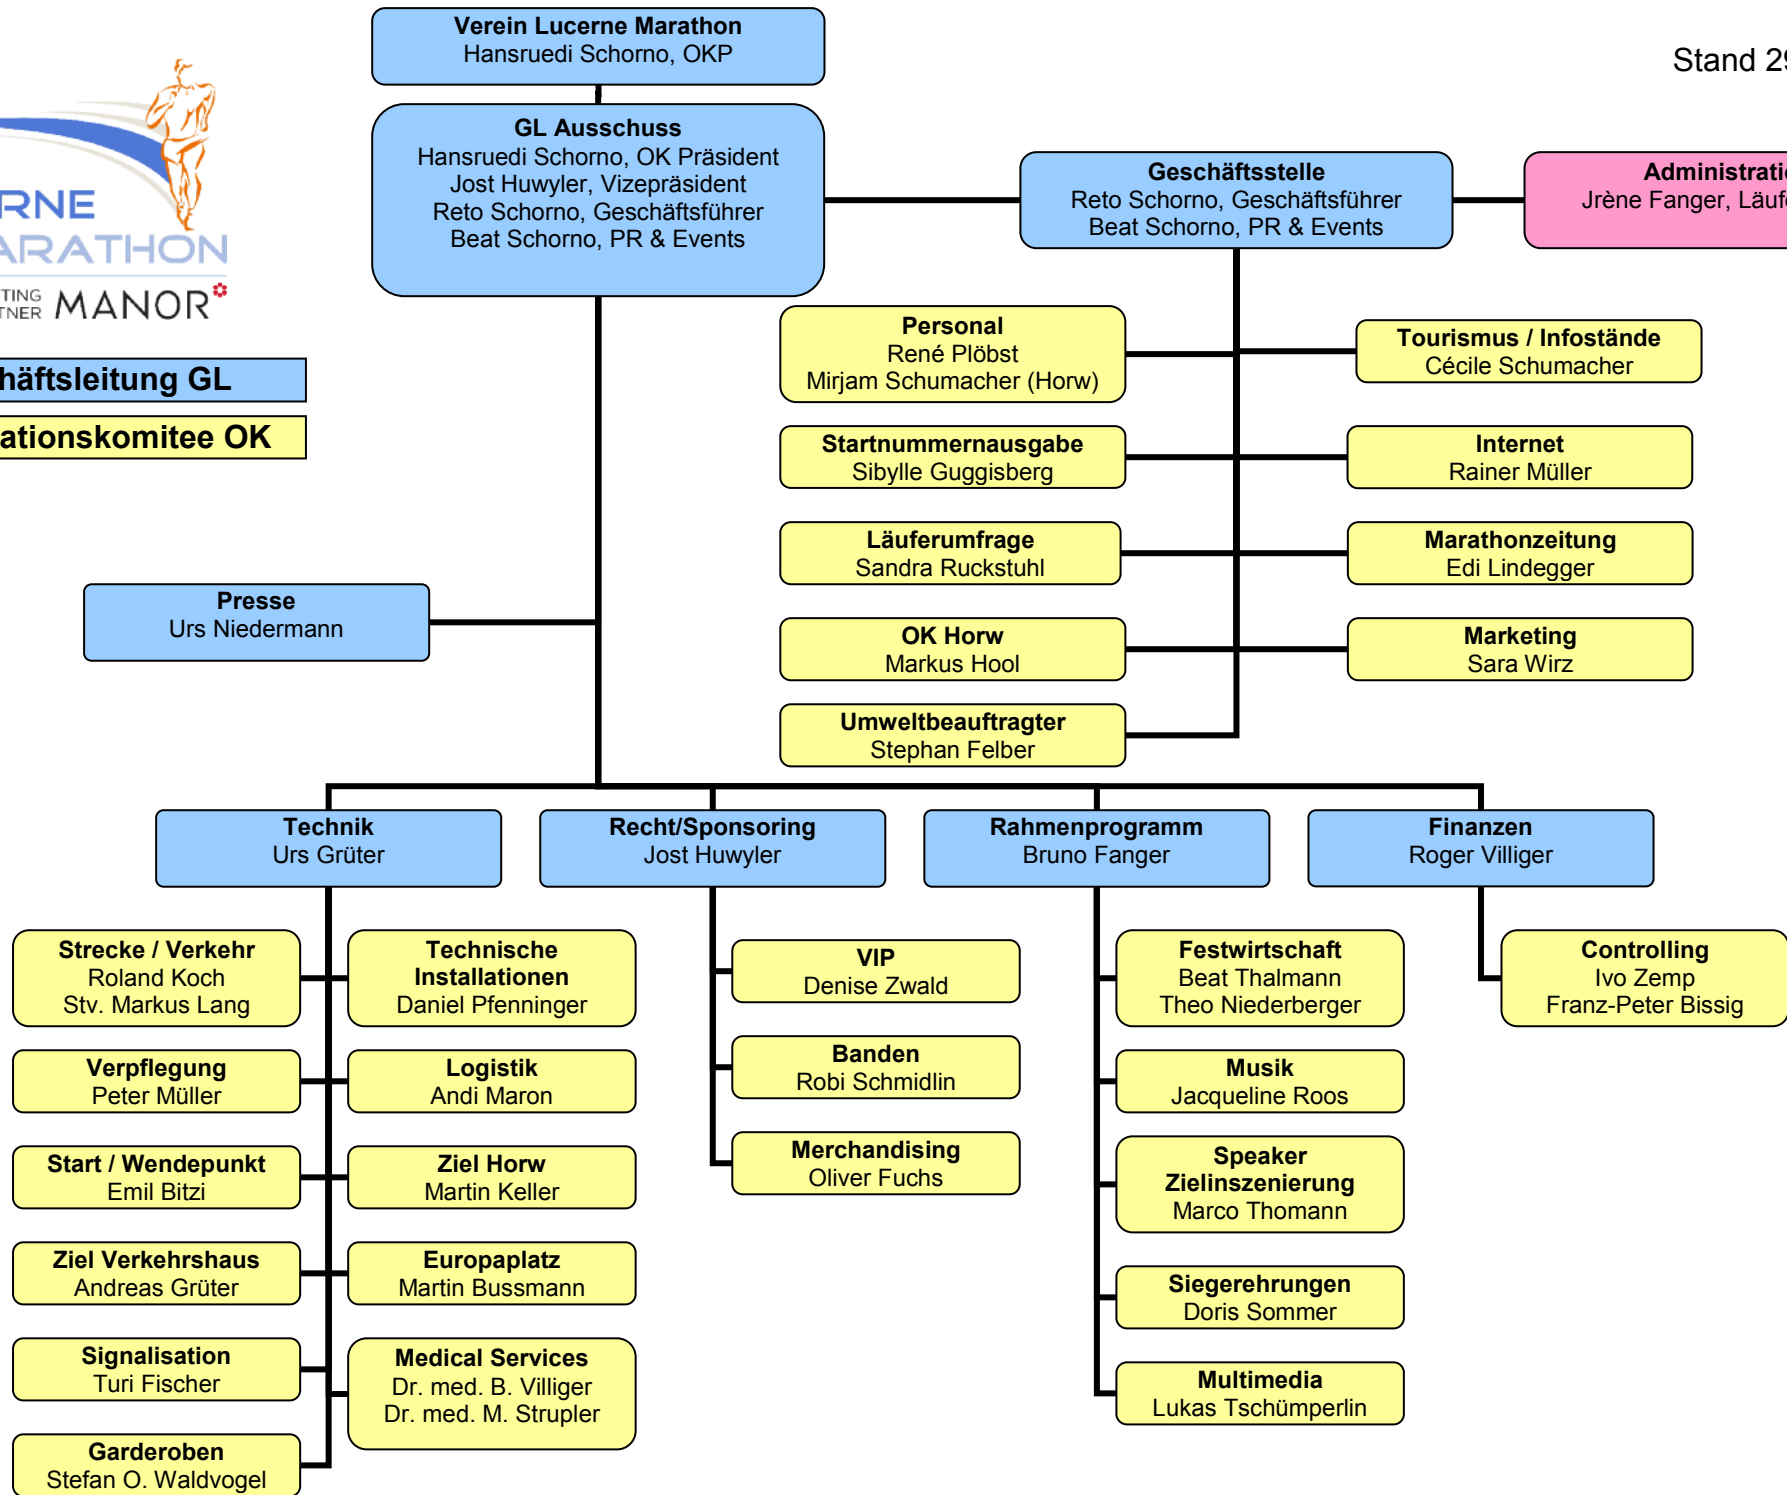 Verein Lucerne Marathon
Hansruedi Schorno, OKP
Stand
GL Ausschuss
Hansruedi Schorno, OK Präsident
Jost Huwyler, Vizepräsident
Reto Schorno, Geschäftsführer
Beat Schorno, PR & Events
Geschäftsstelle
Reto Schorno, Geschäftsführer
Beat Schorno, PR & Events
Jrène Fanger,
MANOR
GL
OK
Personal
René Plöbst
Mirjam Schumacher (Horw)
Tourismus / Infostände
Cécile Schumacher
Startnummernausgabe
Sibylle Guggisberg
Internet
Rainer Müller
Läuferumfrage
Sandra Ruckstuhl
Marathonzeitung
Edi Lindegger
Presse
Urs Niedermann
OK Horw
Markus Hool
Marketing
Sara Wirz
Umweltbeauftragter
Stephan Felber
Technik
Urs Grüter
Recht/Sponsoring
Jost Huwyler
Rahmenprogramm
Bruno Fanger
Finanzen
Roger Villiger
Strecke / Verkehr
Roland Koch
Stv. Markus Lang
Technische
Installationen
Daniel Pfenninger
VIP
Denise Zwald
Festwirtschaft
Beat Thalmann
Theo Niederberger
Controlling
Ivo Zemp
Franz-Peter Bissig
Verpflegung
Peter Müller
Logistik
Andi Maron
Banden
Robi Schmidlin
Musik
Jacqueline Roos
Start / Wendepunkt
Emil Bitzi
Ziel Horw
Martin Keller
Merchandising
Oliver Fuchs
Speaker
Zielinszenierung
Marco Thomann
Ziel Verkehrshaus
Andreas Grüter
Europaplatz
Martin Bussmann
Siegerehrungen
Doris Sommer
Signalisation
Turi Fischer
Medical Services
Dr. med. B. Villiger
Dr. med. M. Strupler
Multimedia
Lukas Tschümperlin
Garderoben
Stefan O. Waldvogel